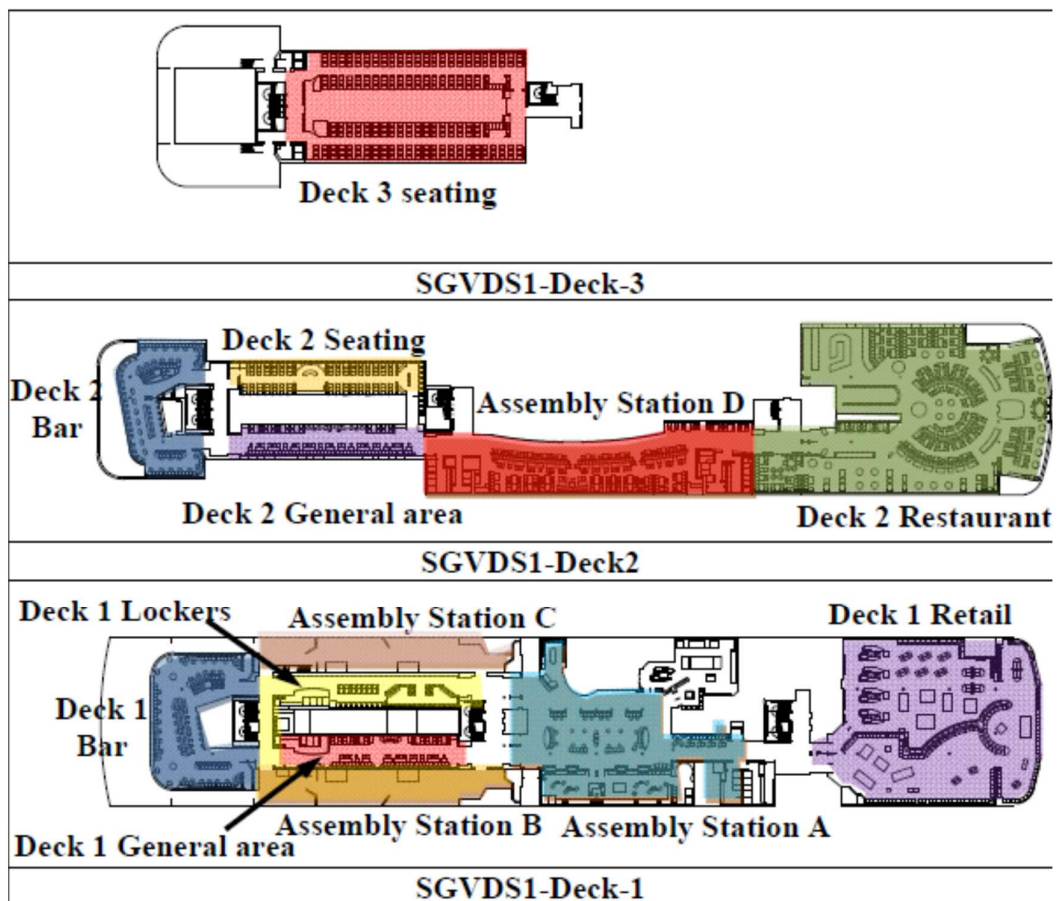 Deck 3 seating
SGVDS1-Deck-3
Deck 2 Seating
Deck 2
Bar
Assembly Station D
Deck 2 General area
Deck 2 Restaurant
SGVDS1-Deck2
Deck 1 Lockers
Assembly Station C
Deck 1 Retail
Deck 1
Bar
Assembly Station B
Assembly Station A
Deck 1 General area
SGVDS1-Deck-1